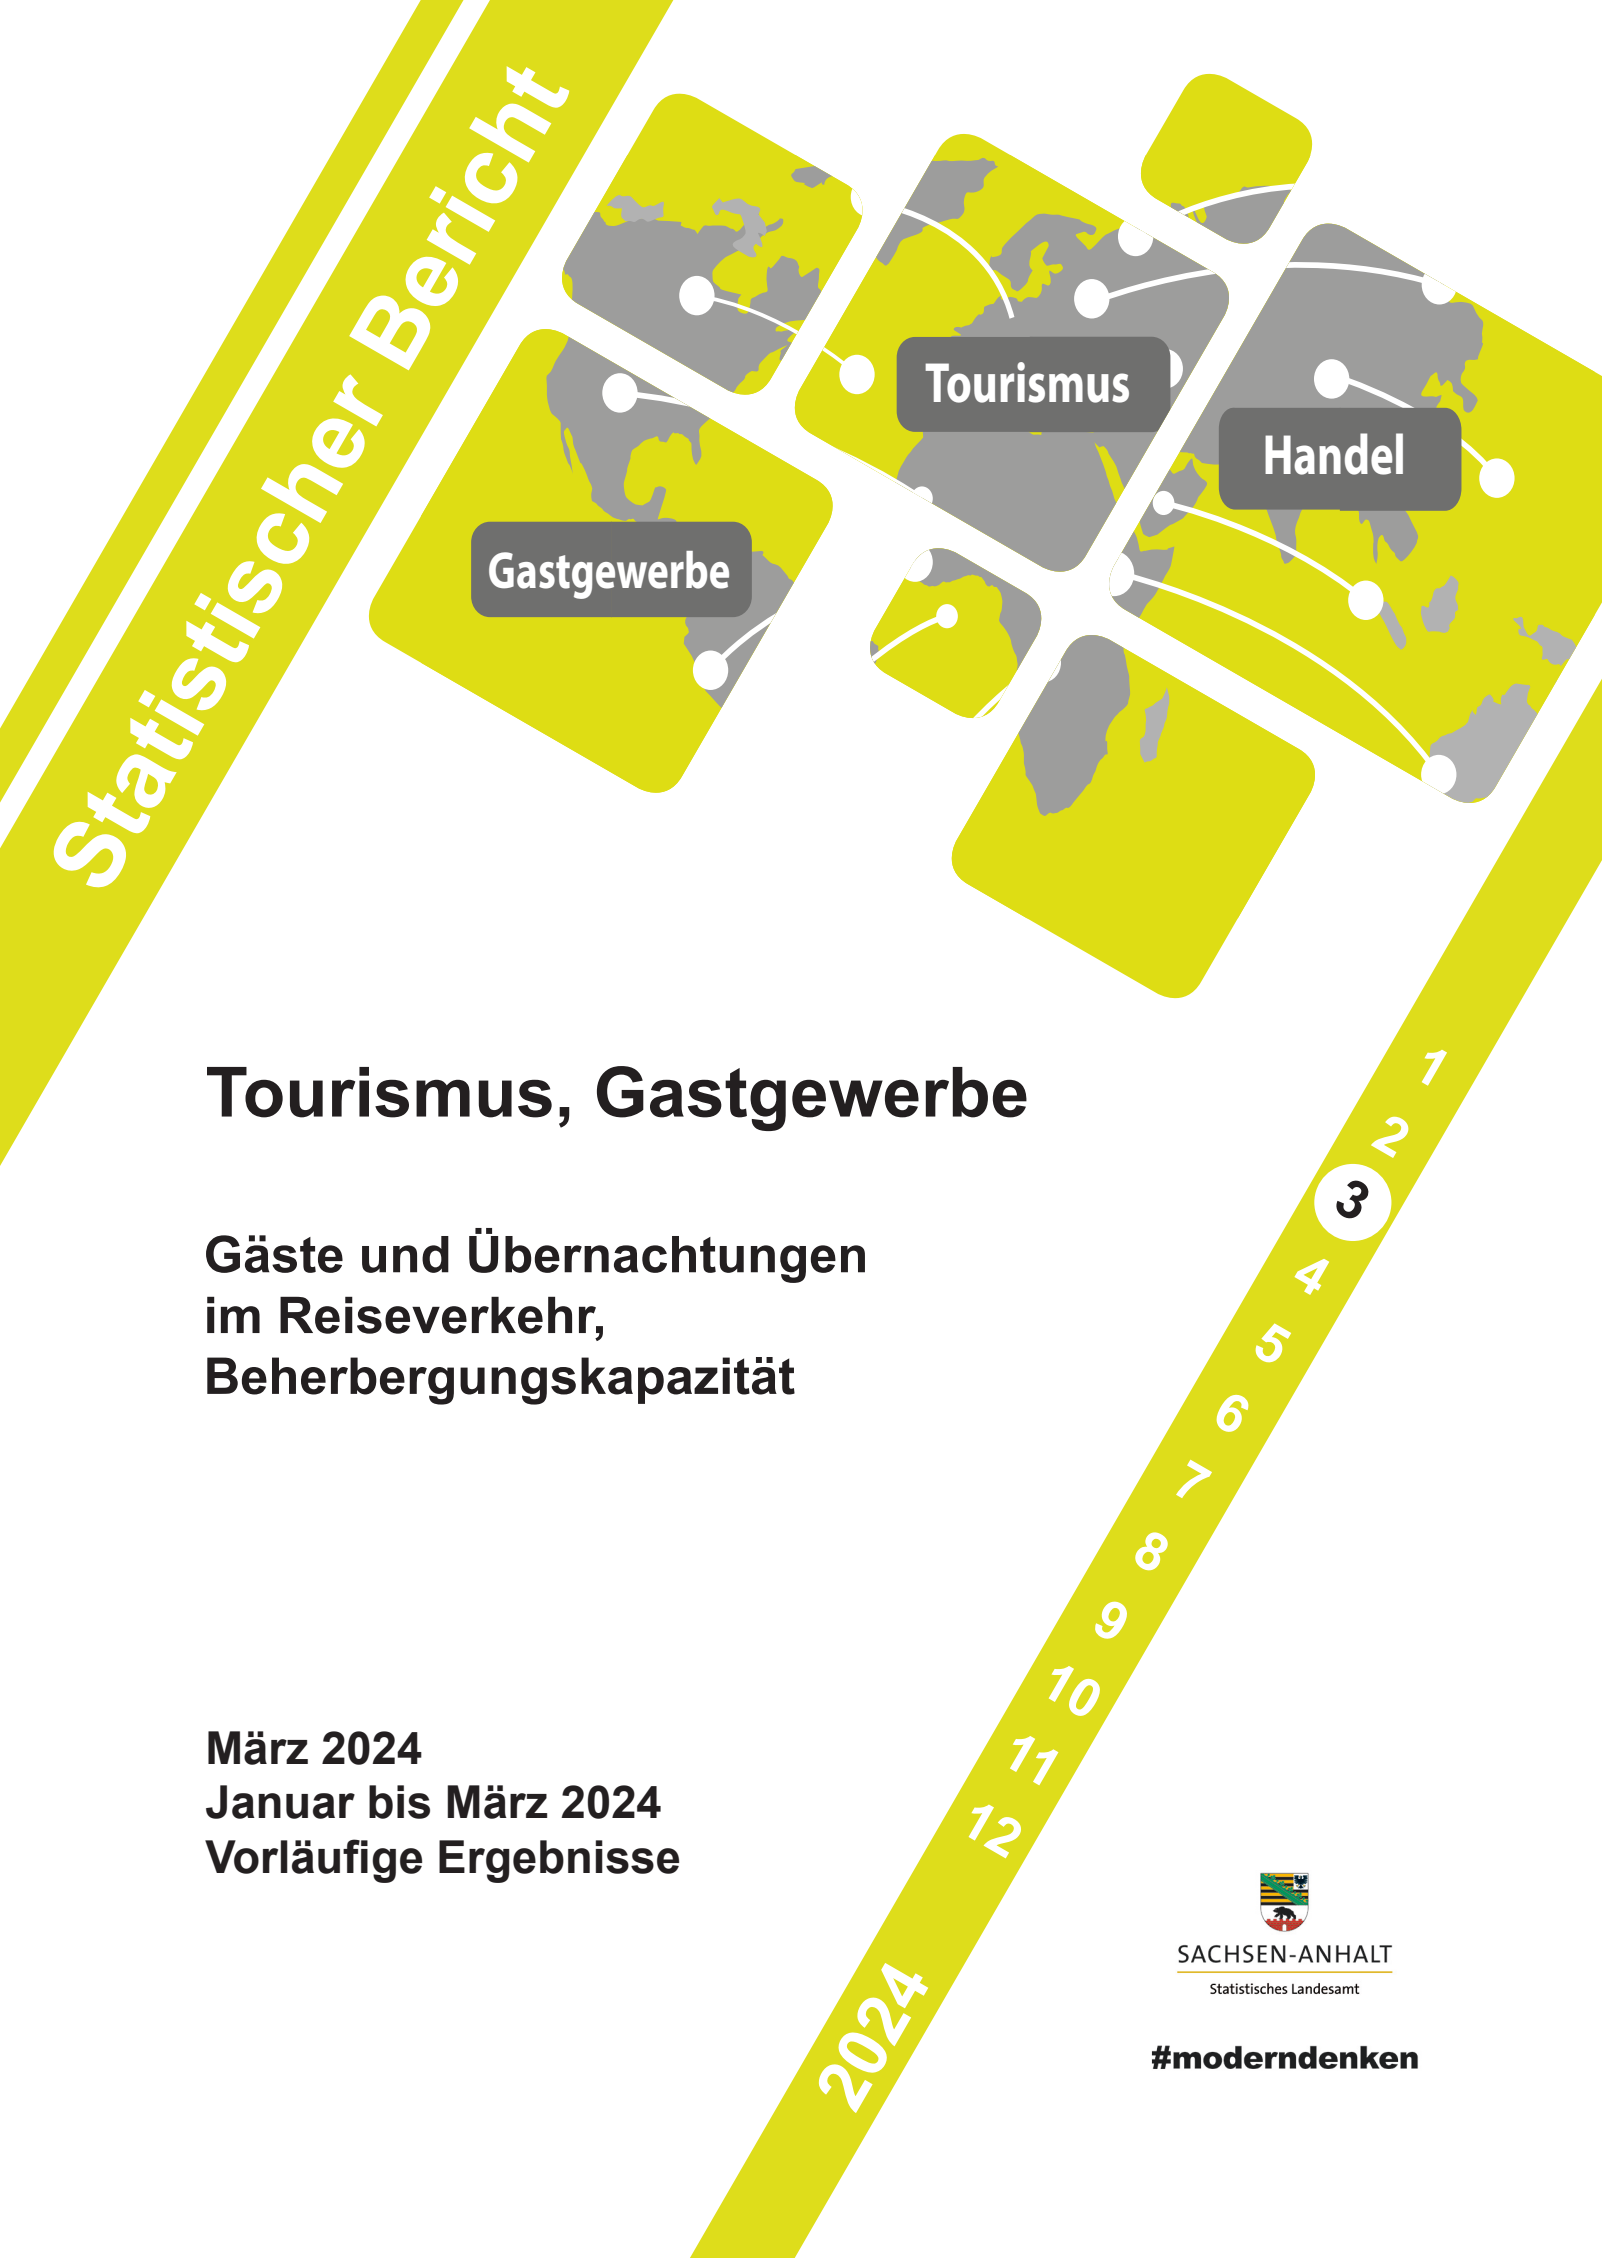 Statistischer Bericht
Tourismus
Handel
Gastgewerbe
Tourismus, Gastgewerbe
Gäste und Übernachtungen
im Reiseverkehr,
Beherbergungskapazität
1
2
3
4
5
6
7
8
9
10
11
12
2024
März 2024
Januar bis März 2024
Vorläufige Ergebnisse
SACHSEN-ANHALT
Statistisches Landesamt
#moderndenken